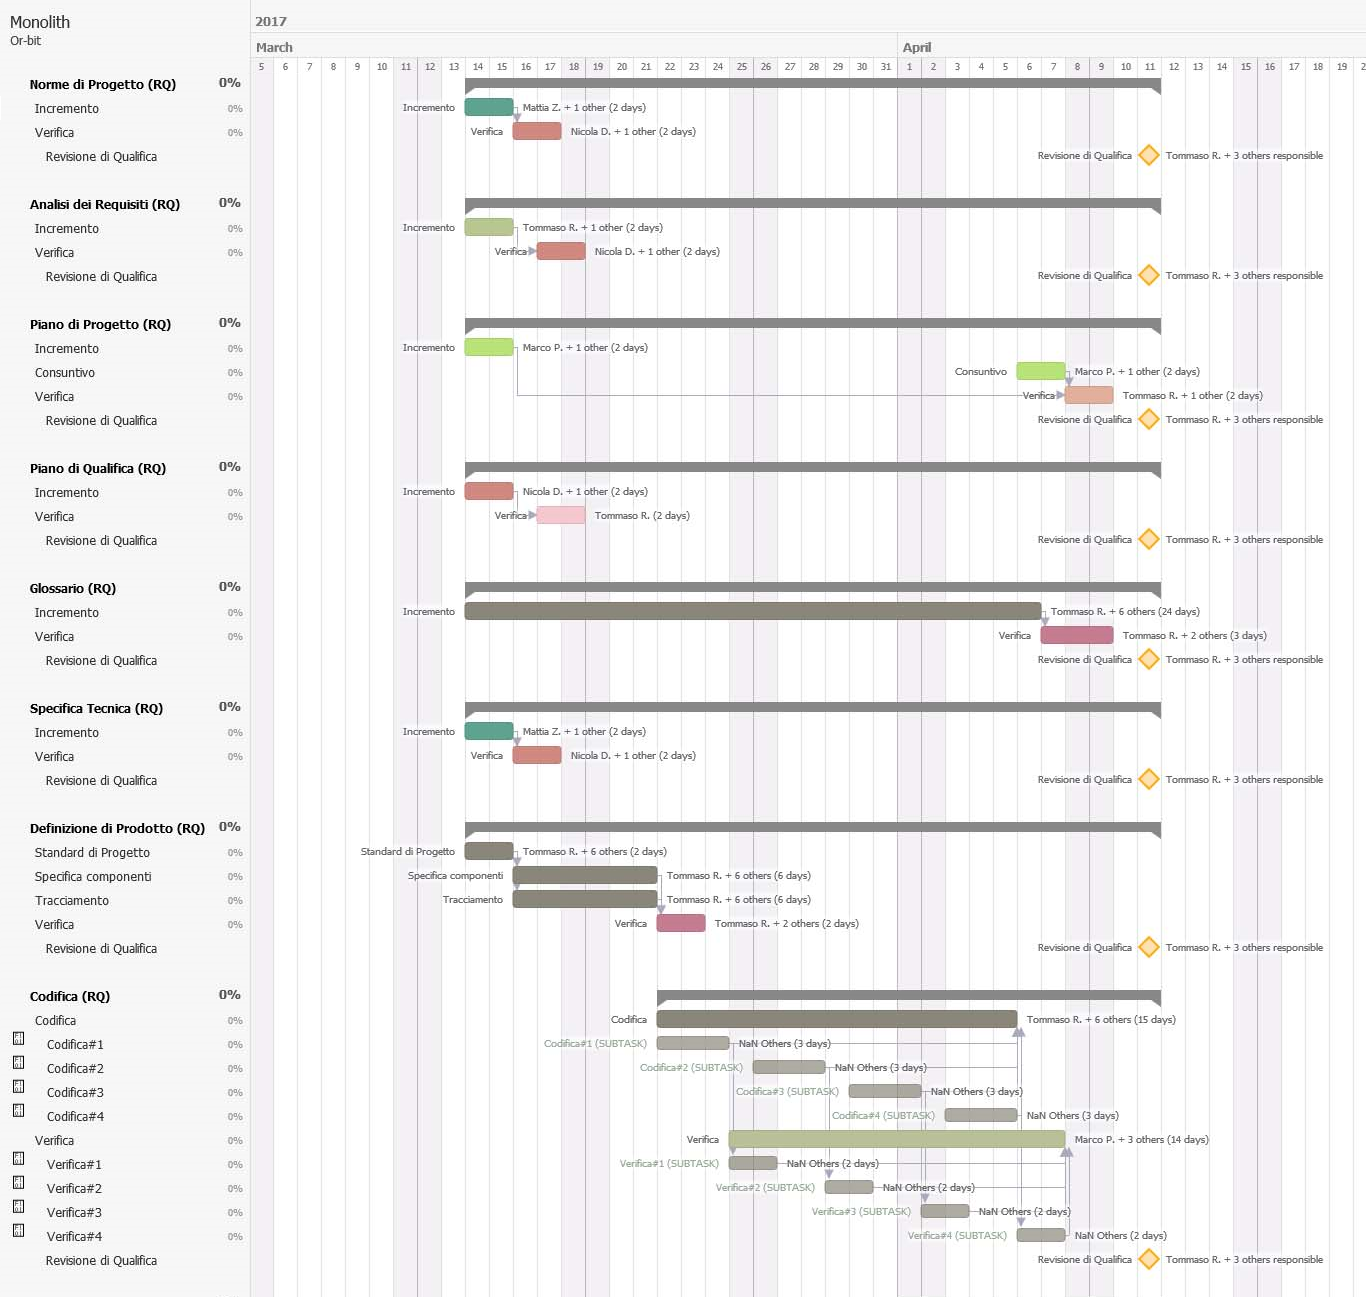 Monolith
Or-bit
2017
March April
5 6 7 8 9 10 11 12 13 14 15 16 17 18 19 20 21 22 23 24 25 26 27 28 29 30 31 1 2 3 4 5 6 7 8 9 10 11 12 13 14 15 16 17 18 19 2
Norme di Progetto (RQ) 0%
Incremento 0% Incremento Mattia Z. + 1 other (2 days)
Verifica 0% Verifica Nicola D. + 1 other (2 days)
Revisione di Qualifica Revisione di Qualifica Tommaso R. + 3 others responsible
Analisi dei Requisiti (RQ) 0%
Incremento 0% Incremento Tommaso R. + 1 other (2 days)
Verifica 0% Verifica Nicola D. + 1 other (2 days)
Revisione di Qualifica Revisione di Qualifica Tommaso R. + 3 others responsible
Piano di Progetto (RQ) 0%
Incremento 0% Incremento Marco P. + 1 other (2 days)
Consuntivo 0% Consuntivo Marco P. + 1 other (2 days)
Verifica 0% Verifica Tommaso R. + 1 other (2 days)
Revisione di Qualifica Revisione di Qualifica Tommaso R. + 3 others responsible
Piano di Qualifica (RQ) 0%
Incremento 0% Incremento Nicola D. + 1 other (2 days)
Verifica 0% Verifica Tommaso R. (2 days)
Revisione di Qualifica Revisione di Qualifica Tommaso R. + 3 others responsible
Glossario (RQ) 0%
Incremento 0% Incremento Tommaso R. + 6 others (24 days)
Verifica 0% Verifica Tommaso R. + 2 others (3 days)
Revisione di Qualifica Revisione di Qualifica Tommaso R. + 3 others responsible
Specifica Tecnica (RQ) 0%
Incremento 0% Incremento Mattia Z. + 1 other (2 days)
Verifica 0% Verifica Nicola D. + 1 other (2 days)
Revisione di Qualifica Revisione di Qualifica Tommaso R. + 3 others responsible
Definizione di Prodotto (RQ) 0%
Standard di Progetto 0% Standard di Progetto Tommaso R. + 6 others (2 days)
Specifica componenti 0% Specifica componenti Tommaso R. + 6 others (6 days)
Tracciamento 0% Tracciamento Tommaso R. + 6 others (6 days)
Verifica 0% Verifica Tommaso R. + 2 others (2 days)
Revisione di Qualifica Revisione di Qualifica Tommaso R. + 3 others responsible
Codifica (RQ) 0%
Codifica 0% Codifica Tommaso R. + 6 others (15 days)
Codifica#1 0% Codifica#1 (SUBTASK) NaN Others (3 days)
Codifica#2 0% Codifica#2 (SUBTASK) NaN Others (3 days)
Codifica#3 0% Codifica#3 (SUBTASK) NaN Others (3 days)
Codifica#4 0% Codifica#4 (SUBTASK) NaN Others (3 days)
Verifica 0% Verifica Marco P. + 3 others (14 days)
Verifica#1 0% Verifica#1 (SUBTASK) NaN Others (2 days)
Verifica#2 0% Verifica#2 (SUBTASK) NaN Others (2 days)
Verifica#3 0% Verifica#3 (SUBTASK) NaN Others (2 days)
Verifica#4 0% Verifica#4 (SUBTASK) NaN Others (2 days)
Revisione di Qualifica Revisione di Qualifica Tommaso R. + 3 others responsible